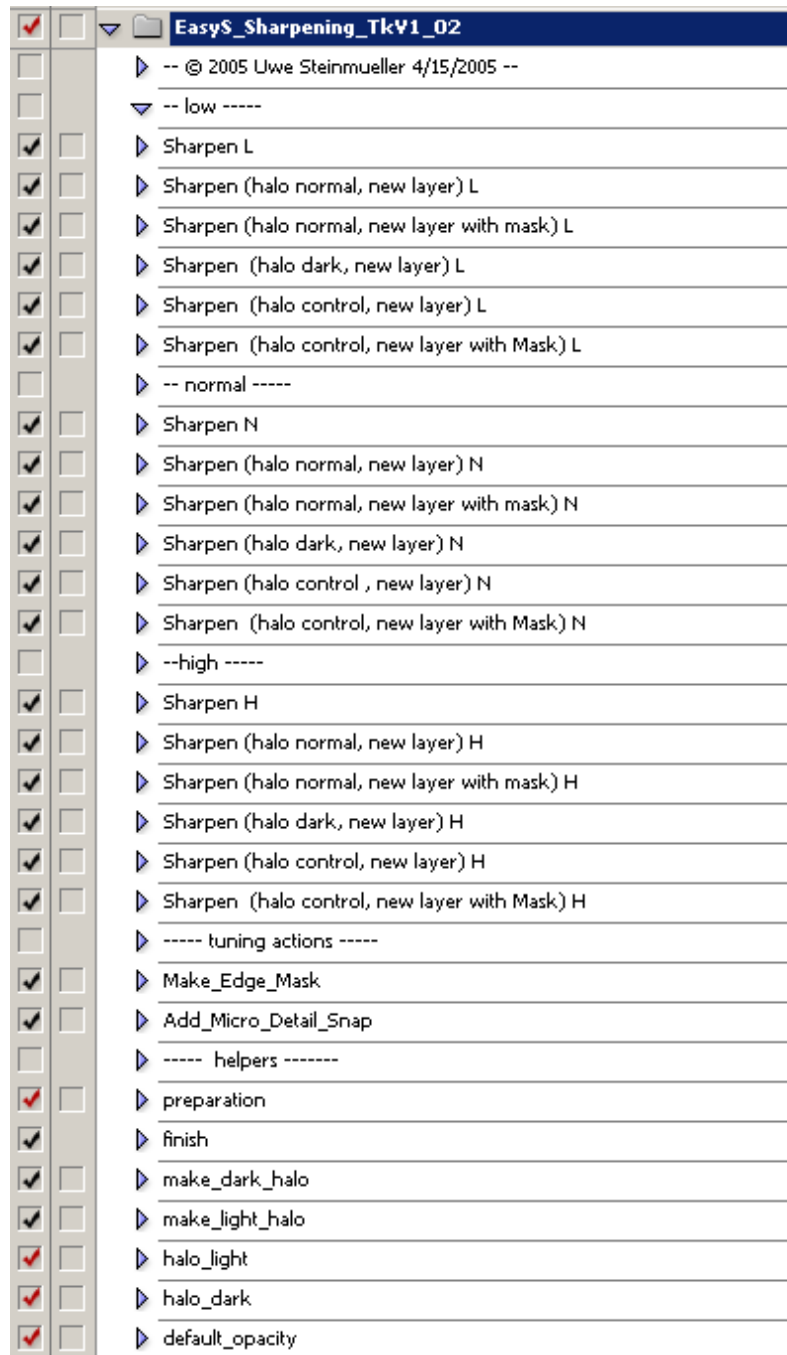 EasyS_Sharpening_TkV1_02
-- © 2005 Uwe Steinmueller 4/15/2005 --
-- low -----
Sharpen L
Sharpen (halo normal, new layer) L
Sharpen (halo normal, new layer with mask) L
Sharpen  (halo dark, new layer) L
Sharpen  (halo control, new layer) L
Sharpen  (halo control, new layer with Mask) L
-- normal -----
Sharpen N
Sharpen (halo normal, new layer) N
Sharpen (halo normal, new layer with mask) N
Sharpen (halo dark, new layer) N
Sharpen (halo control , new layer) N
Sharpen  (halo control, new layer with Mask) N
--high -----
Sharpen H
Sharpen (halo normal, new layer) H
Sharpen (halo normal, new layer with mask) H
Sharpen (halo dark, new layer) H
Sharpen (halo control, new layer) H
Sharpen  (halo control, new layer with Mask) H
----- tuning actions -----
Make_Edge_Mask
Add_Micro_Detail_Snap
-----  helpers -------
preparation
finish
make_dark_halo
make_light_halo
halo_light
halo_dark
default_opacity